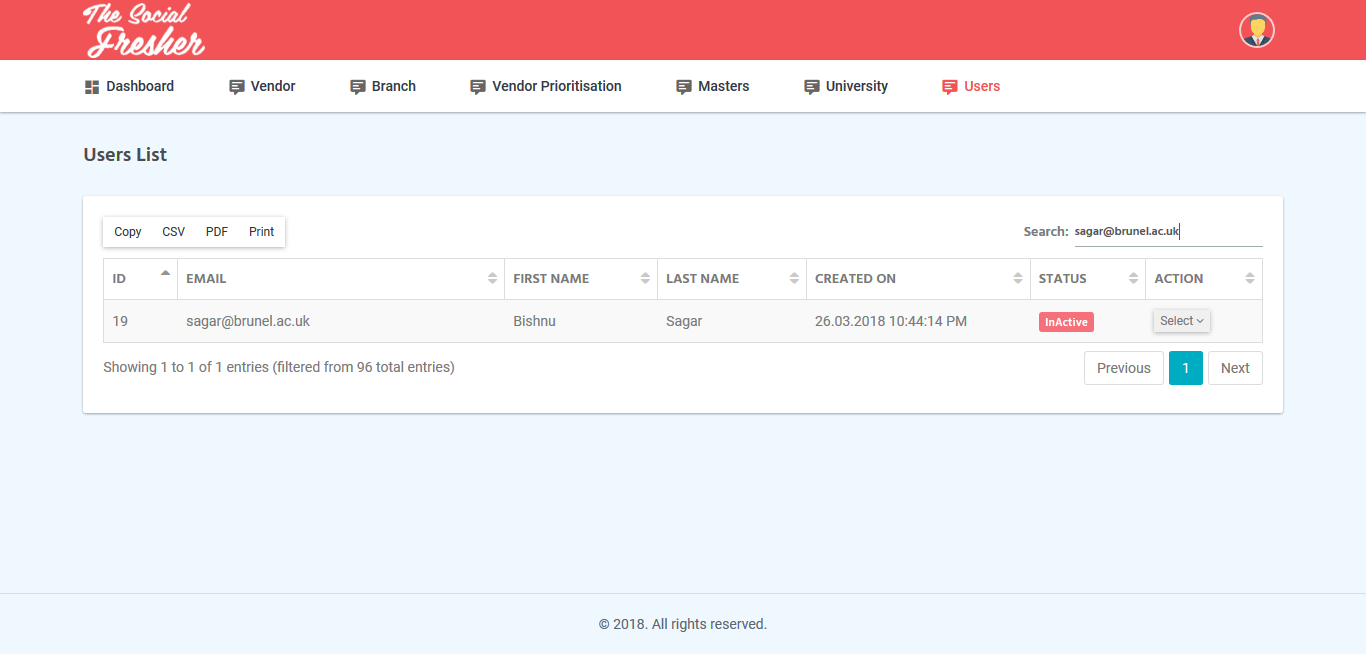 The Social
Fresher
Dashboard Vendor Branch Vendor Prioritisation Masters University Users
Users List
Copy CSV PDF Print Search: sagar@brunel.ac.uk
ID EMAIL FIRST NAME LAST NAME CREATED ON STATUS ACTION
19 sagar@brunel.ac.uk Bishnu Sagar 26.03.2018 10:44:14 PM InActive Select
Showing 1 to 1 of 1 entries (filtered from 96 total entries) Previous 1 Next
© 2018. All rights reserved.